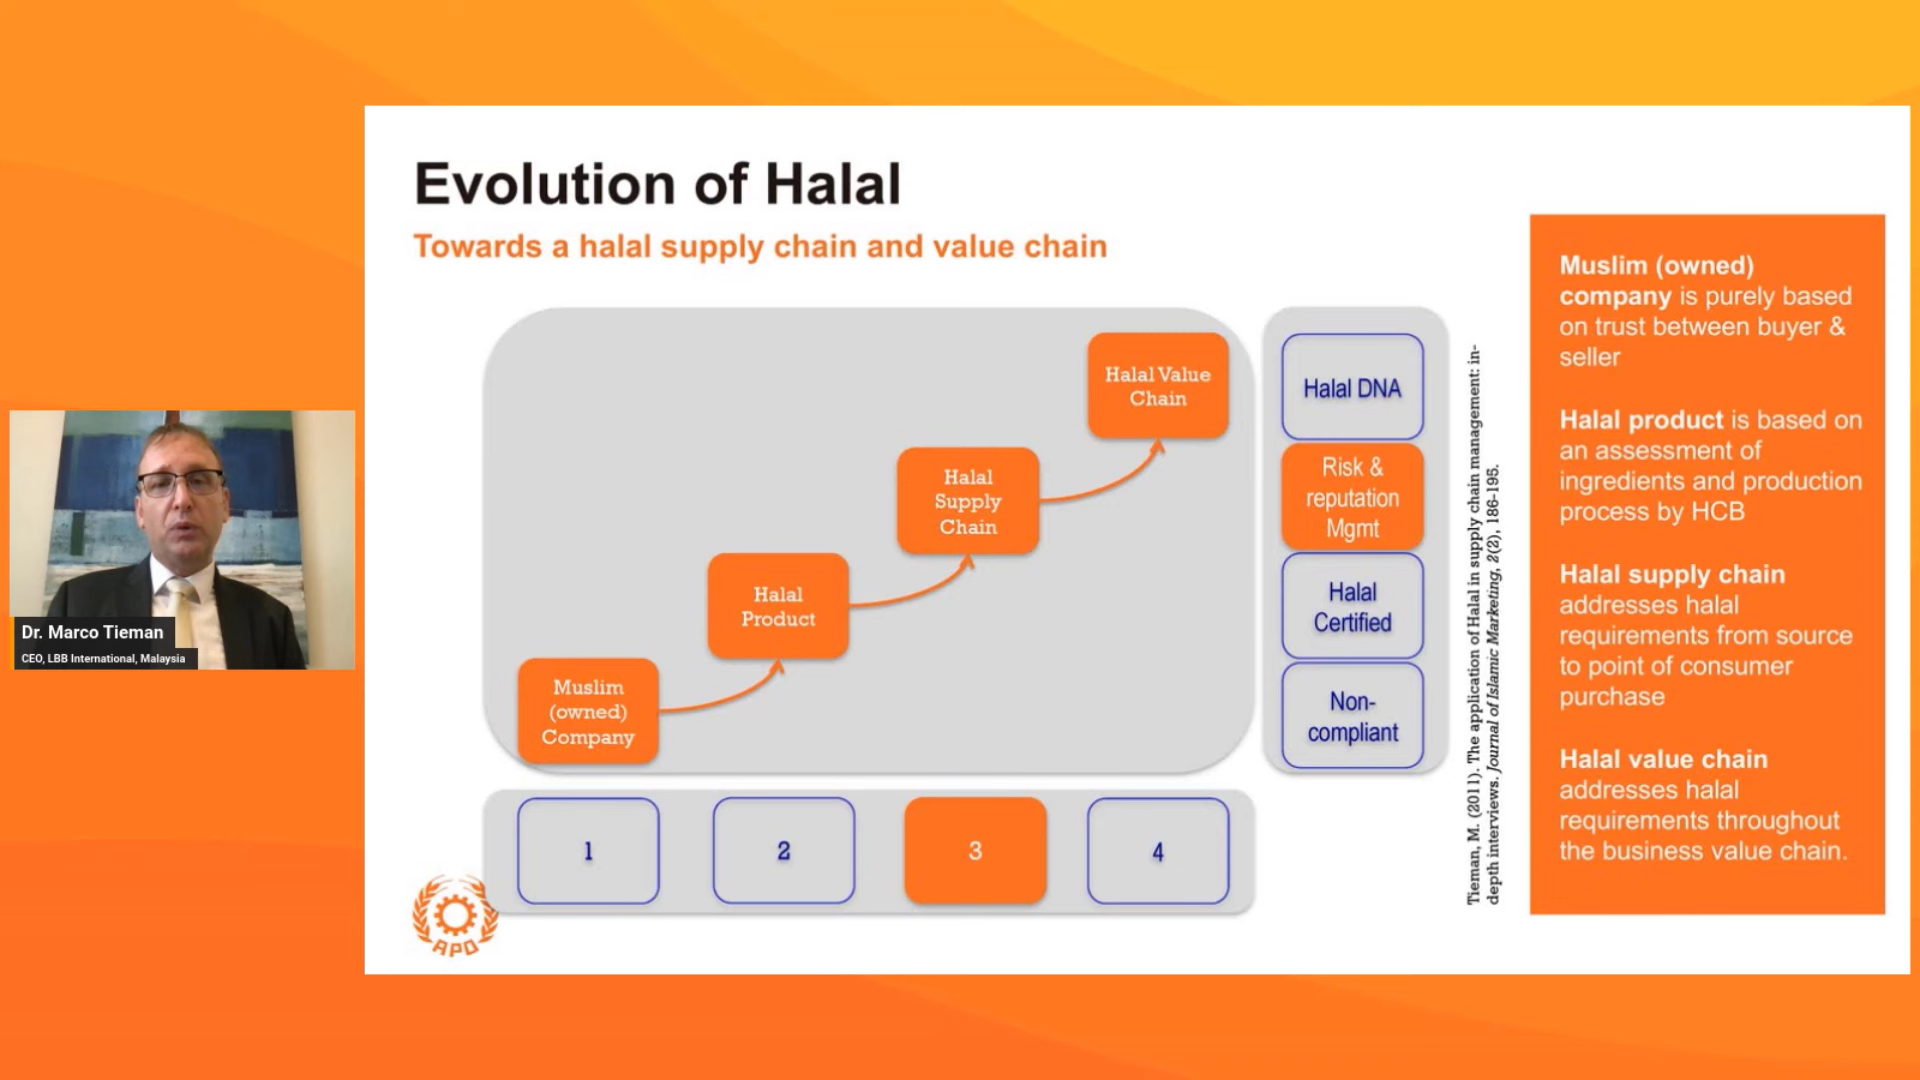 Evolution of Halal
Towards a halal supply chain and value chain
Halal Value
Chain
Halal
Supply
Chain
Halal
Product
Muslim
(owned)
Company
1
2
3
4
Halal DNA
Risk &
reputation
Mgmt
Halal
Certified
Non-
compliant
Tieman, M. (2011). The application of Halal in supply chain management: in-
depth interviews. Journal of Islamic Marketing, 2(2), 186-195.
Muslim (owned)
company is purely based
on trust between buyer &
seller
Halal product is based on
an assessment of
ingredients and production
process by HCB
Halal supply chain
addresses halal
requirements from source
to point of consumer
purchase
Halal value chain
addresses halal
requirements throughout
the business value chain.
Dr. Marco Tieman
CEO, LBB International, Malaysia
APO